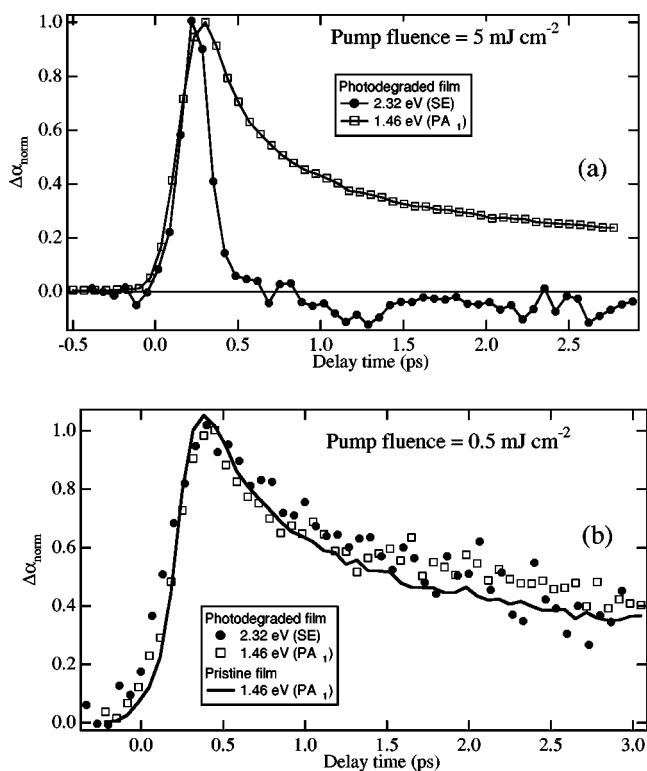 Pump fluence = 5 mJ cm-2
Photodegraded film
2.32 eV (SE)
1.46 eV (PA 1)
(a)
Δαnorm
1.0
0.8
0.6
0.4
0.2
0.0
-0.5 0.0 0.5 1.0 1.5 2.0 2.5
Delay time (ps)
Pump fluence = 0.5 mJ cm-2
(b)
Δαnorm
1.0
0.8
0.6
0.4
0.2
0.0
Photodegraded film
2.32 eV (SE)
1.46 eV (PA 1)
Pristine film
1.46 eV (PA 1)
0.0 0.5 1.0 1.5 2.0 2.5 3.0
Delay time (ps)